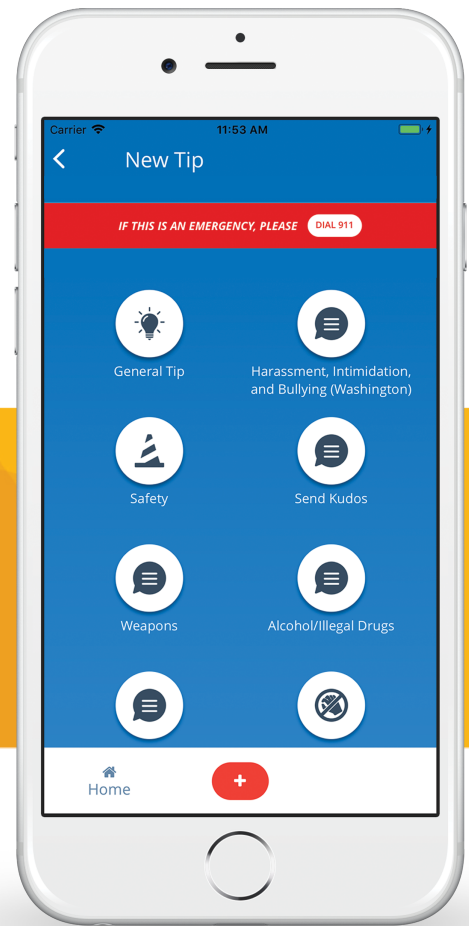 Carrier 11:53 AM
New Tip
IF THIS IS AN EMERGENCY, PLEASE DIAL 911
General Tip
Harassment, Intimidation,
and Bullying (Washington)
Safety
Send Kudos
Weapons
Alcohol/Illegal Drugs
Home
+